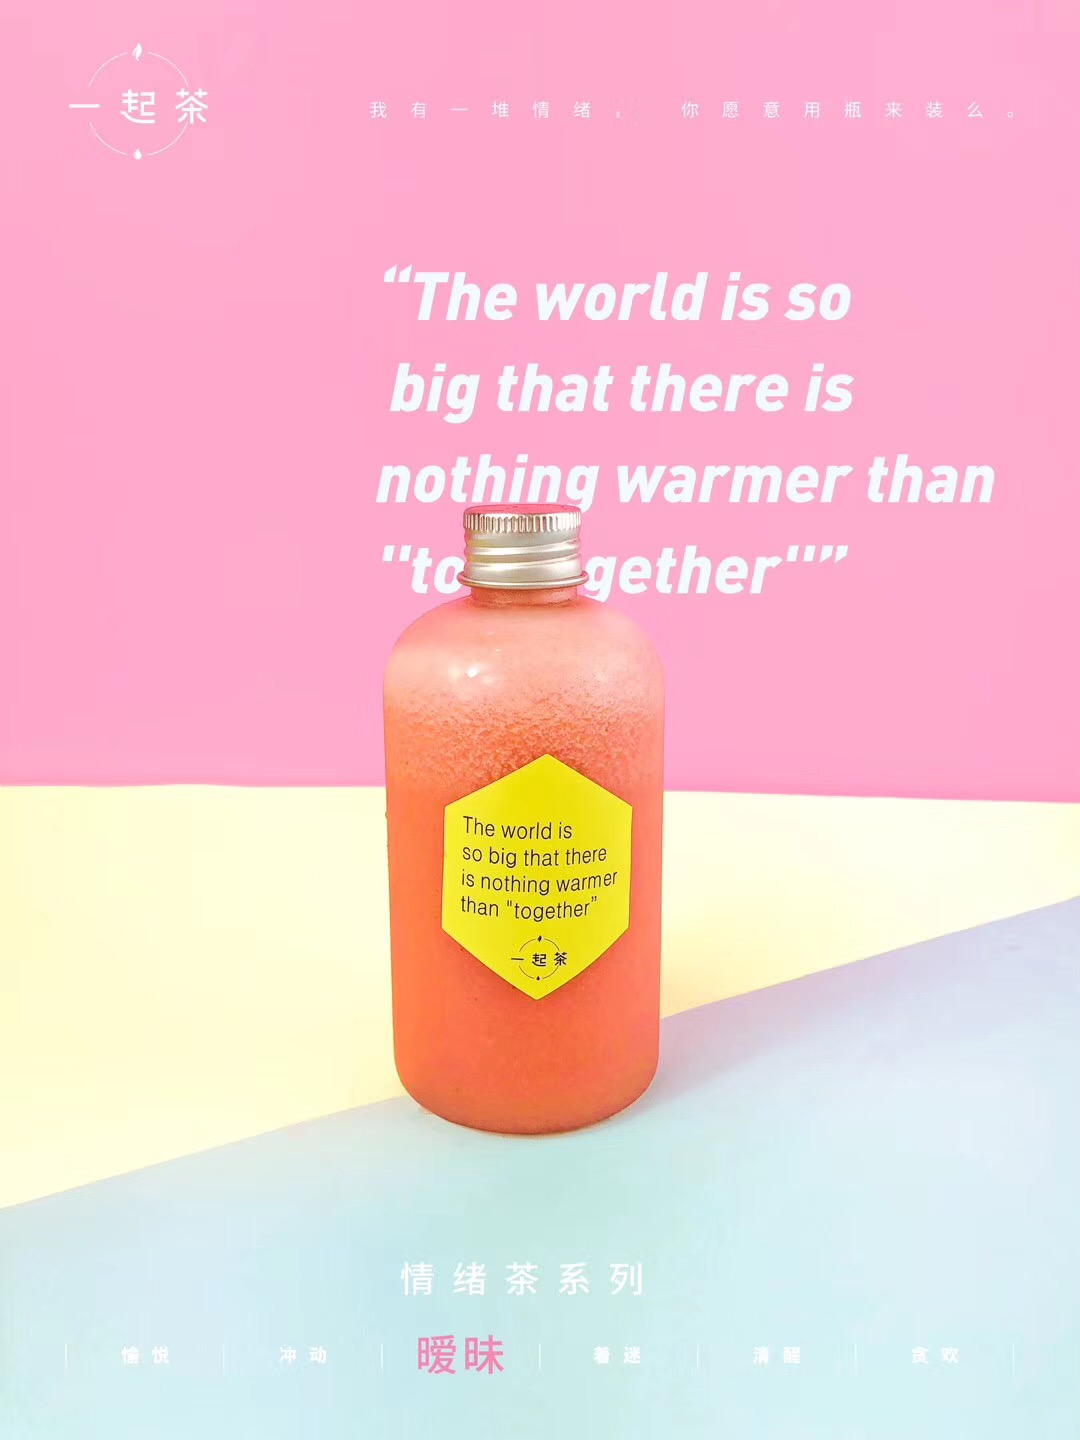 一起茶
我有一堆情绪， 你愿意用瓶来装么。
“The world is so
big that there is
nothing warmer than
"to gether"”
The world is
so big that there
is nothing warmer
than "together”
一起茶
情绪茶系列
愉悦 冲动 暧昧 着迷 清醒 贪欢